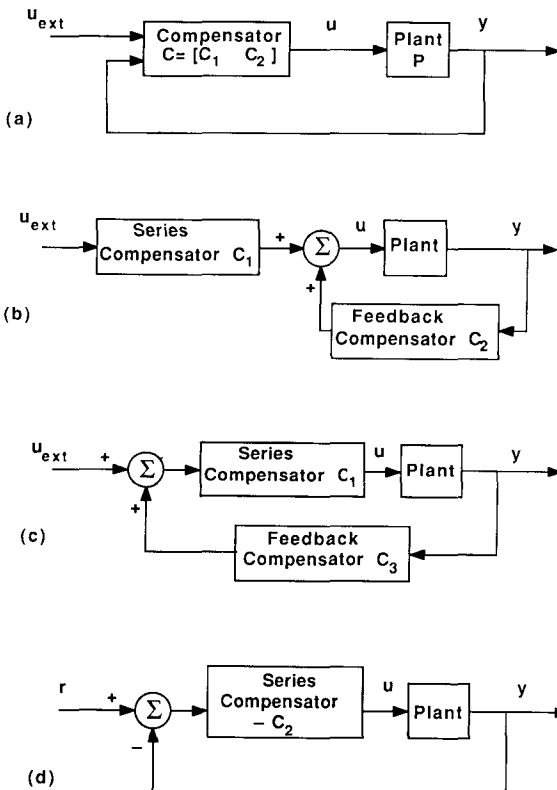 u_ext
Compensator
C= [C₁ C₂ ]
u
Plant
P
y
(a)
u_ext
Series
Compensator C₁
+
Σ
+
u
Plant
y
Feedback
Compensator C₂
(b)
u_ext
+
Σ
+
Series
Compensator C₁
u
Plant
y
Feedback
Compensator C₃
(c)
r
+
Σ
−
Series
Compensator
− C₂
u
Plant
y
(d)